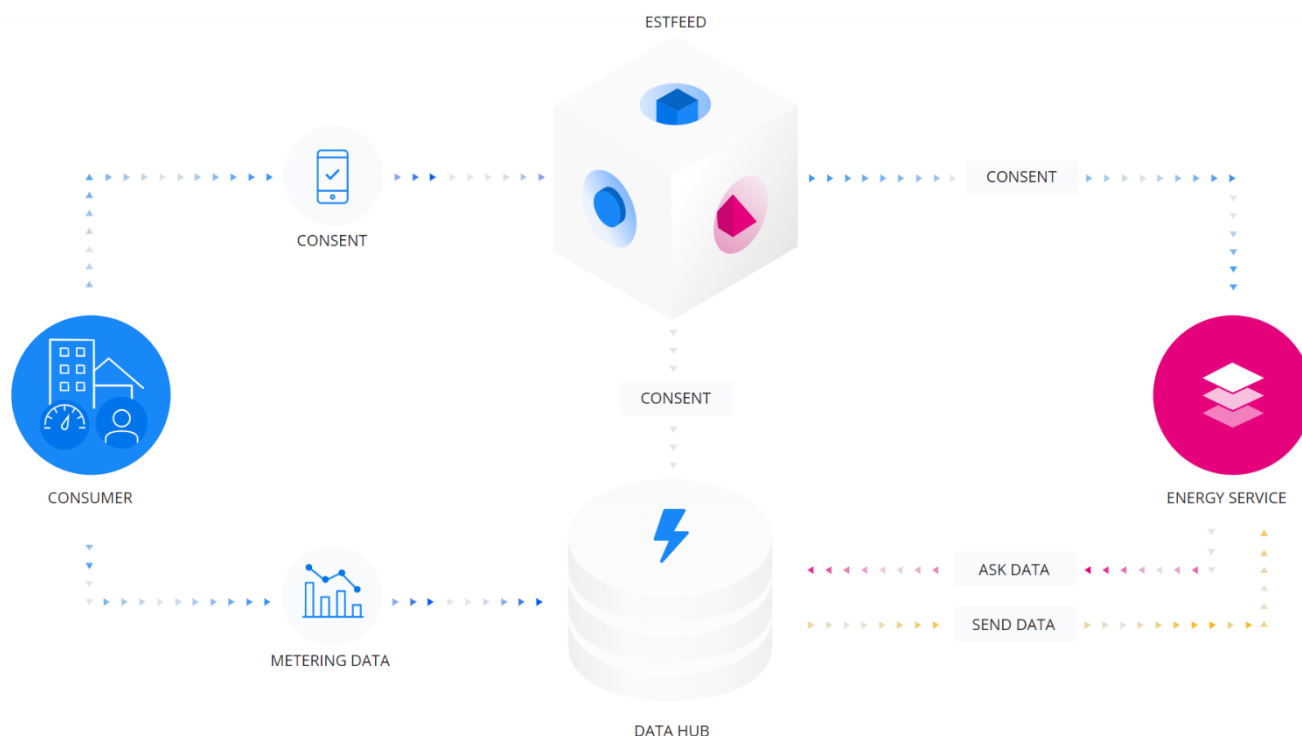 ESTFEED
CONSENT
CONSENT
CONSENT
CONSUMER
ENERGY SERVICE
ASK DATA
SEND DATA
METERING DATA
DATA HUB